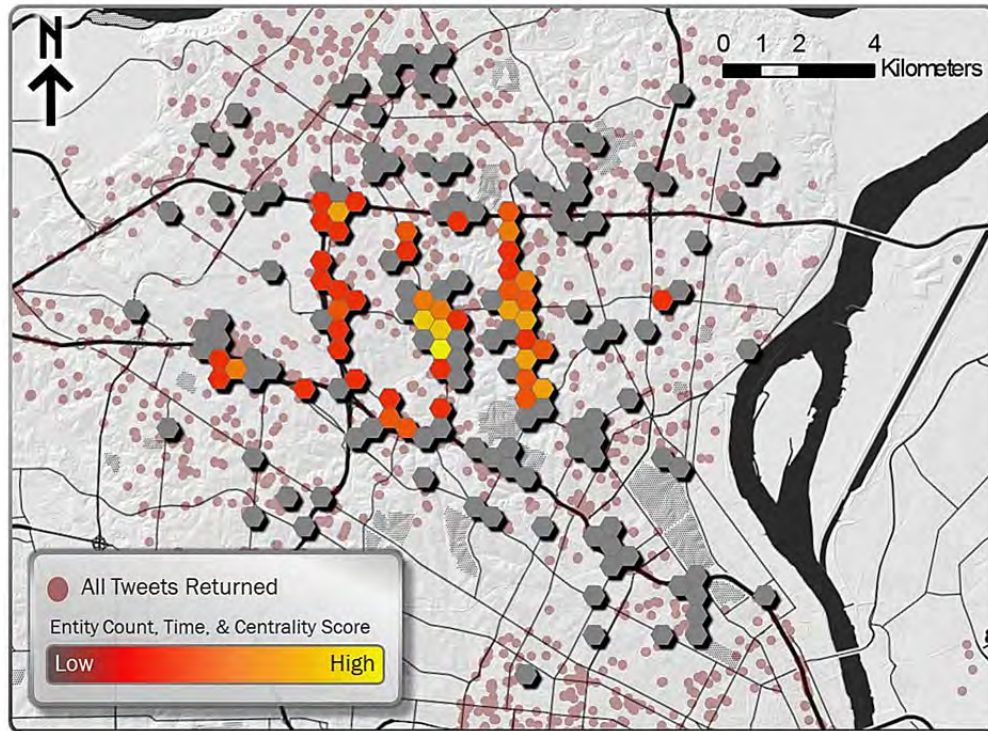 N
0 1 2 4
Kilometers
All Tweets Returned
Entity Count, Time, & Centrality Score
Low High